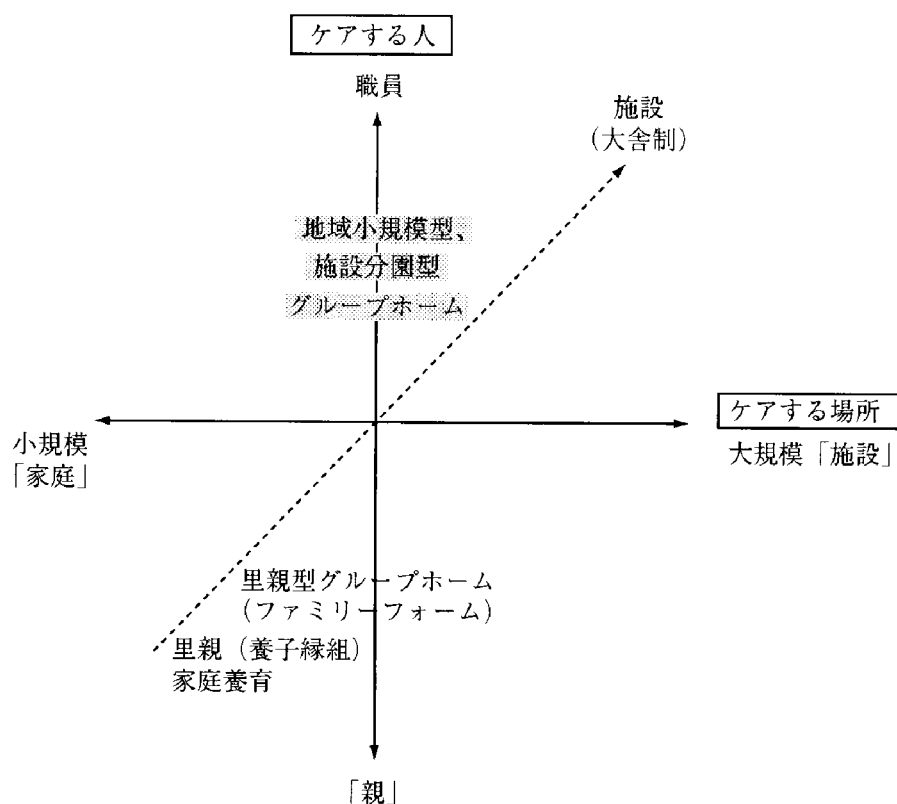 ケアする人
職員
施設
(大舎制)
地域小規模型、
施設分園型
グループホーム
ケアする場所
小規模
「家庭」
大規模「施設」
里親型グループホーム
(ファミリーフォーム)
里親(養子縁組)
家庭養育
「親」